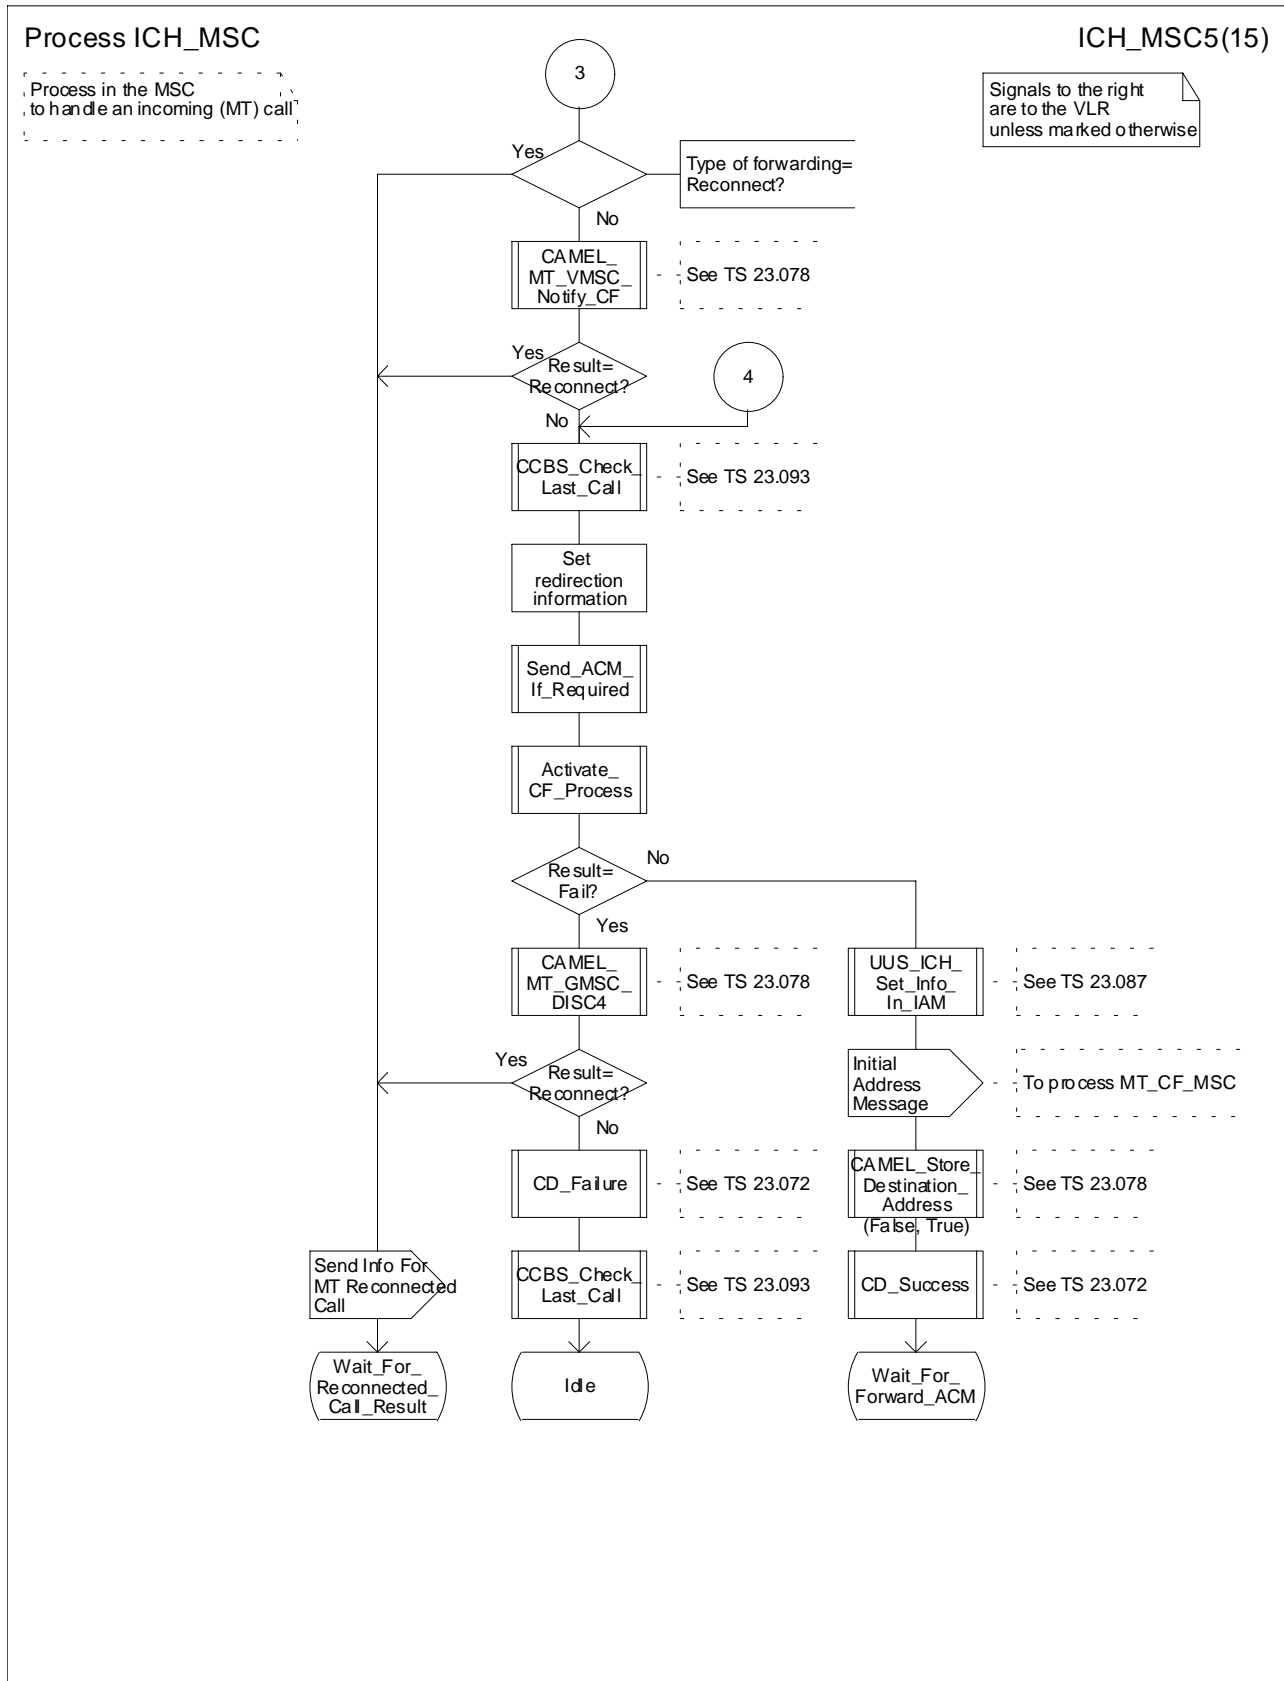 Process ICH_MSC
ICH_MSC5(15)
Process in the MSC
to handle an incoming (MT) call
Signals to the right
are to the VLR
unless marked otherwise
3
Yes
Type of forwarding=
Reconnect?
No
CAMEL_
MT_VMSC_
Notify_CF
See TS 23.078
Yes
Result=
Reconnect?
4
No
CCBS_Check_
Last_Call
See TS 23.093
Set
redirection
information
Send_ACM_
If_Required
Activate_
CF_Process
Result=
Fail?
No
Yes
CAMEL_
MT_GMSC_
DISC4
See TS 23.078
UUS_ICH_
Set_Info_
In_IAM
See TS 23.087
Yes
Result=
Reconnect?
Initial
Address
Message
To process MT_CF_MSC
No
CD_Failure
See TS 23.072
CAMEL_Store_
Destination_
Address
(False, True)
See TS 23.078
Send Info For
MT Reconnected
Call
CCBS_Check_
Last_Call
See TS 23.093
CD_Success
See TS 23.072
Wait_For_
Reconnected_
Call_Result
Idle
Wait_For_
Forward_ACM